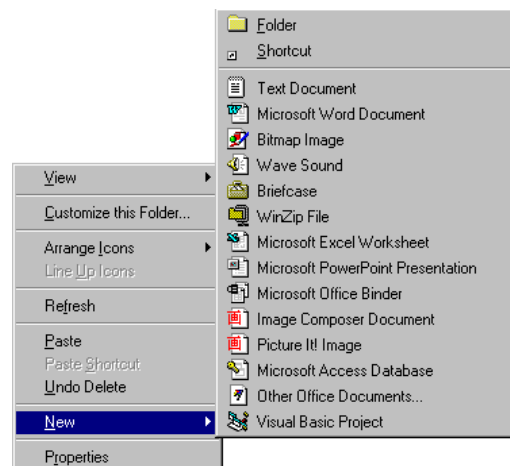 Folder
Shortcut
Text Document
Microsoft Word Document
Bitmap Image
Wave Sound
Briefcase
WinZip File
Microsoft Excel Worksheet
Microsoft PowerPoint Presentation
Microsoft Office Binder
Image Composer Document
Picture It! Image
Microsoft Access Database
Other Office Documents...
Visual Basic Project
View
Customize this Folder...
Arrange Icons
Line Up Icons
Refresh
Paste
Paste Shortcut
Undo Delete
New
Properties